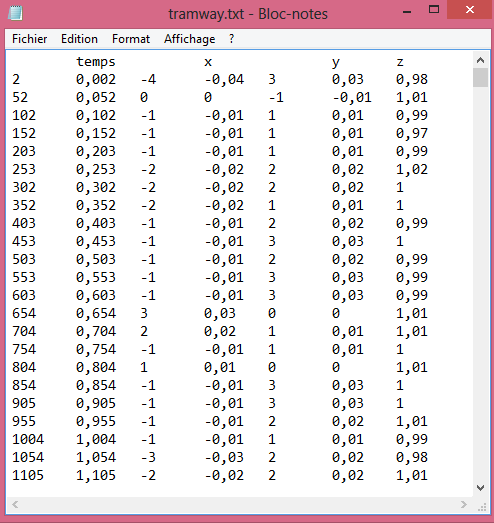 tramway.txt - Bloc-notes
Fichier Edition Format Affichage ?
temps x y z
2 0,002 -4 -0,04 3 0,03 0,98
52 0,052 0 0 -1 -0,01 1,01
102 0,102 -1 -0,01 1 0,01 0,99
152 0,152 -1 -0,01 1 0,01 0,97
203 0,203 -1 -0,01 1 0,01 0,99
253 0,253 -2 -0,02 2 0,02 1,02
302 0,302 -2 -0,02 2 0,02 1
352 0,352 -2 -0,02 1 0,01 1
403 0,403 -1 -0,01 2 0,02 0,99
453 0,453 -1 -0,01 3 0,03 1
503 0,503 -1 -0,01 2 0,02 0,99
553 0,553 -1 -0,01 3 0,03 0,99
603 0,603 -1 -0,01 3 0,03 0,99
654 0,654 3 0,03 0 0 1,01
704 0,704 2 0,02 1 0,01 1,01
754 0,754 -1 -0,01 1 0,01 1
804 0,804 1 0,01 0 0 1,01
854 0,854 -1 -0,01 3 0,03 1
905 0,905 -1 -0,01 3 0,03 1
955 0,955 -1 -0,01 2 0,02 1,01
1004 1,004 -1 -0,01 1 0,01 0,99
1054 1,054 -3 -0,03 2 0,02 0,98
1105 1,105 -2 -0,02 2 0,02 1,01